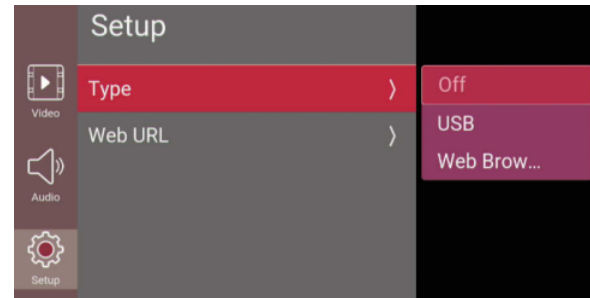 Setup
Video
Audio
Setup
Type
Web URL
Off
USB
Web Brow...